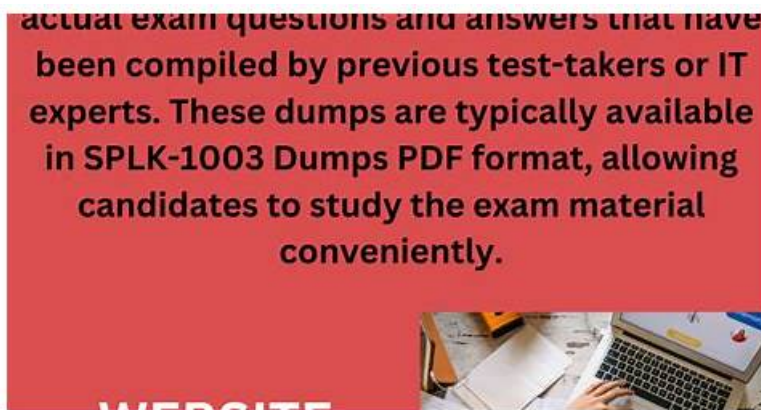 actual exam questions and answers that have
been compiled by previous test-takers or IT
experts. These dumps are typically available
in SPLK-1003 Dumps PDF format, allowing
candidates to study the exam material
conveniently.
WEBSITE